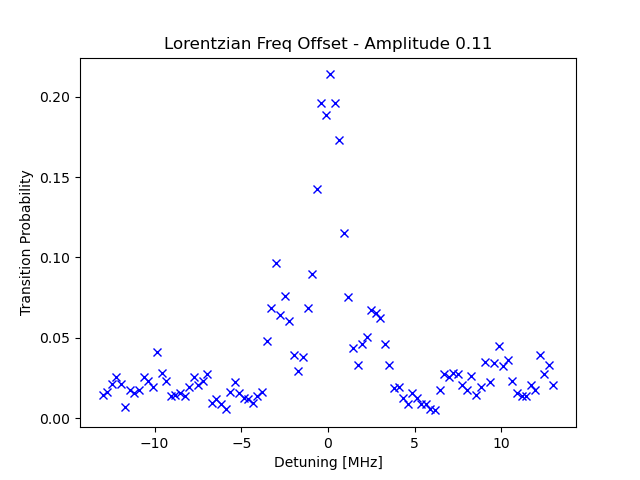 Lorentzian Freq Offset - Amplitude 0.11
Transition Probability
0.20
0.15
0.10
0.05
0.00
−10 −5 0 5 10
Detuning [MHz]